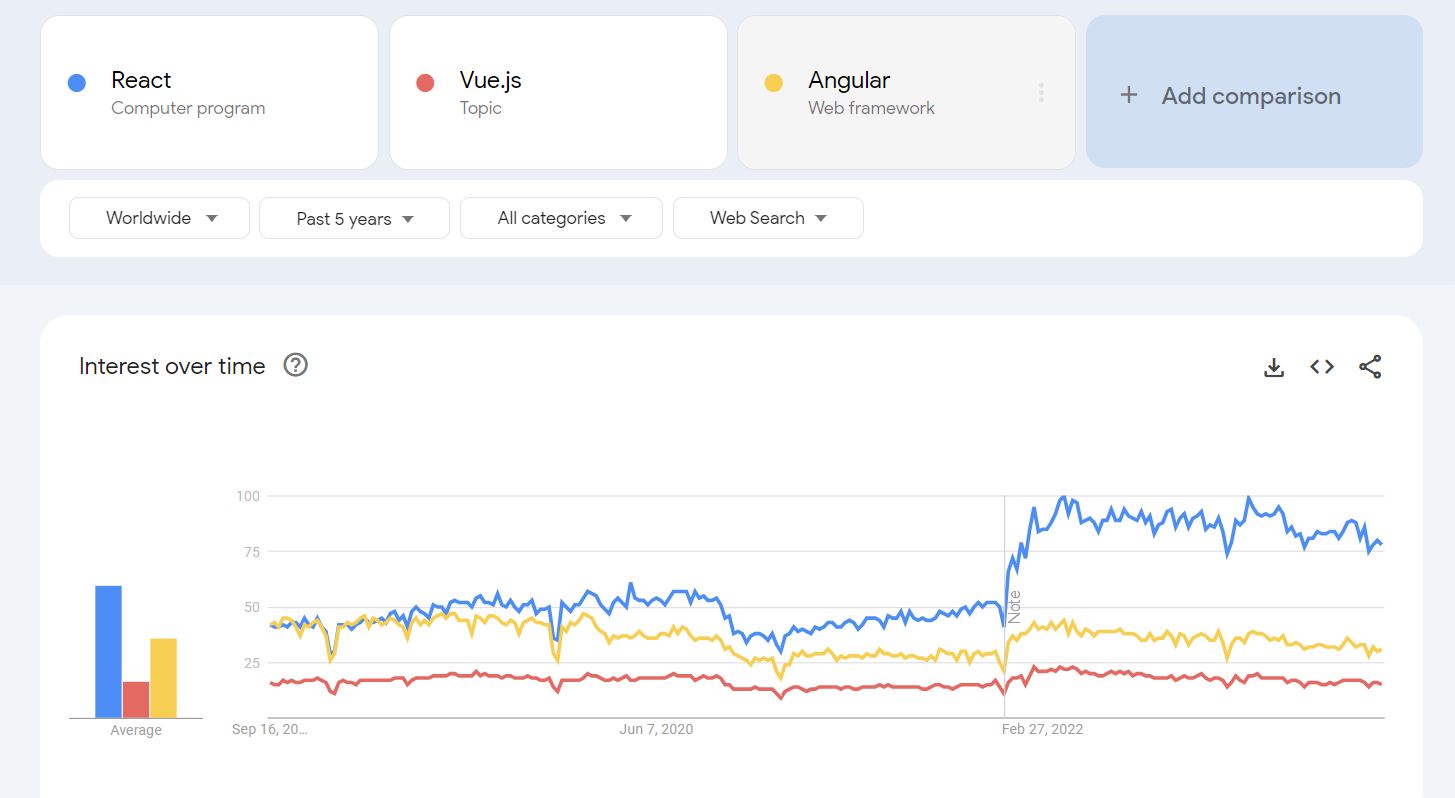 React
Computer program
Vue.js
Topic
Angular
Web framework
+ Add comparison
Worldwide
Past 5 years
All categories
Web Search
Interest over time
100
75
50
25
Note
Average
Sep 16, 20...
Jun 7, 2020
Feb 27, 2022